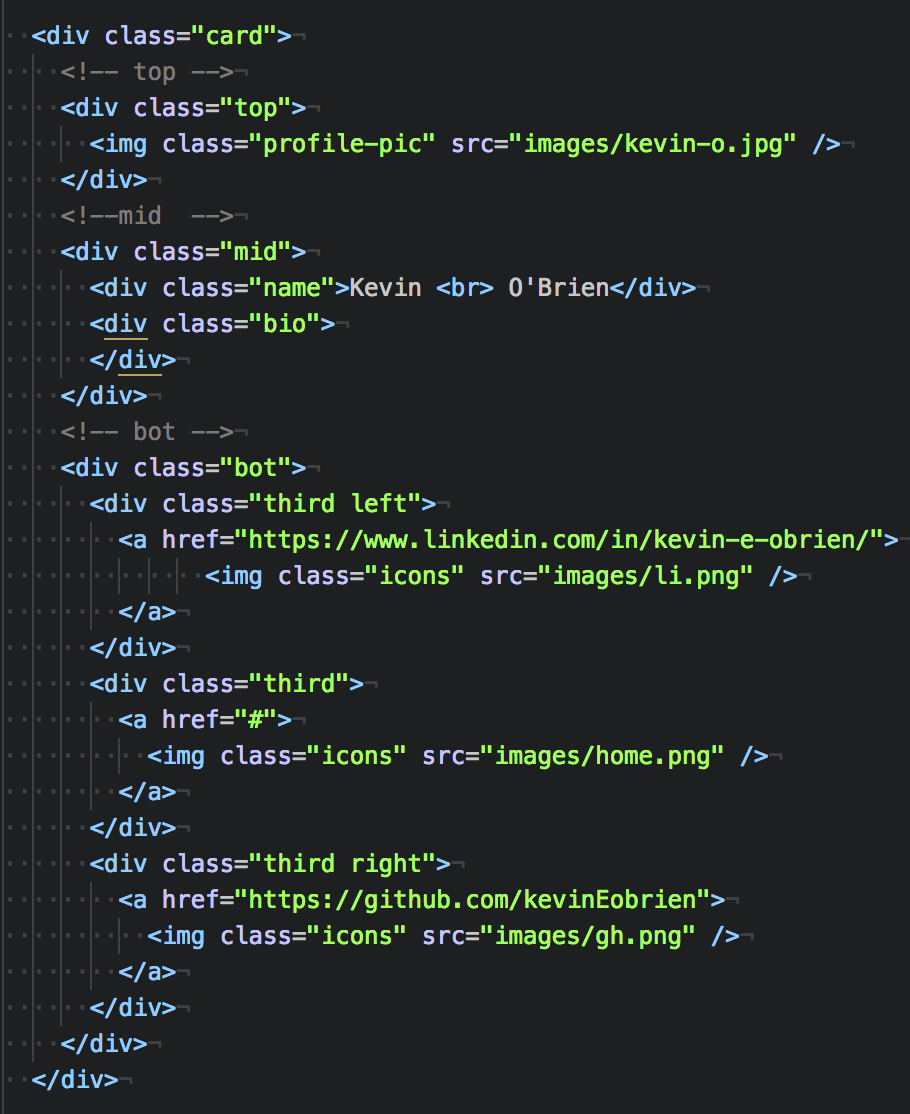 <div class="card">
<!-- top -->
<div class="top">
<img class="profile-pic" src="images/kevin-o.jpg" />
</div>
<!--mid  -->
<div class="mid">
<div class="name">Kevin <br> O'Brien</div>
<div class="bio">
</div>
</div>
<!-- bot -->
<div class="bot">
<div class="third left">
<a href="https://www.linkedin.com/in/kevin-e-obrien/">
<img class="icons" src="images/li.png" />
</a>
</div>
<div class="third">
<a href="#">
<img class="icons" src="images/home.png" />
</a>
</div>
<div class="third right">
<a href="https://github.com/kevinEobrien">
<img class="icons" src="images/gh.png" />
</a>
</div>
</div>
</div>